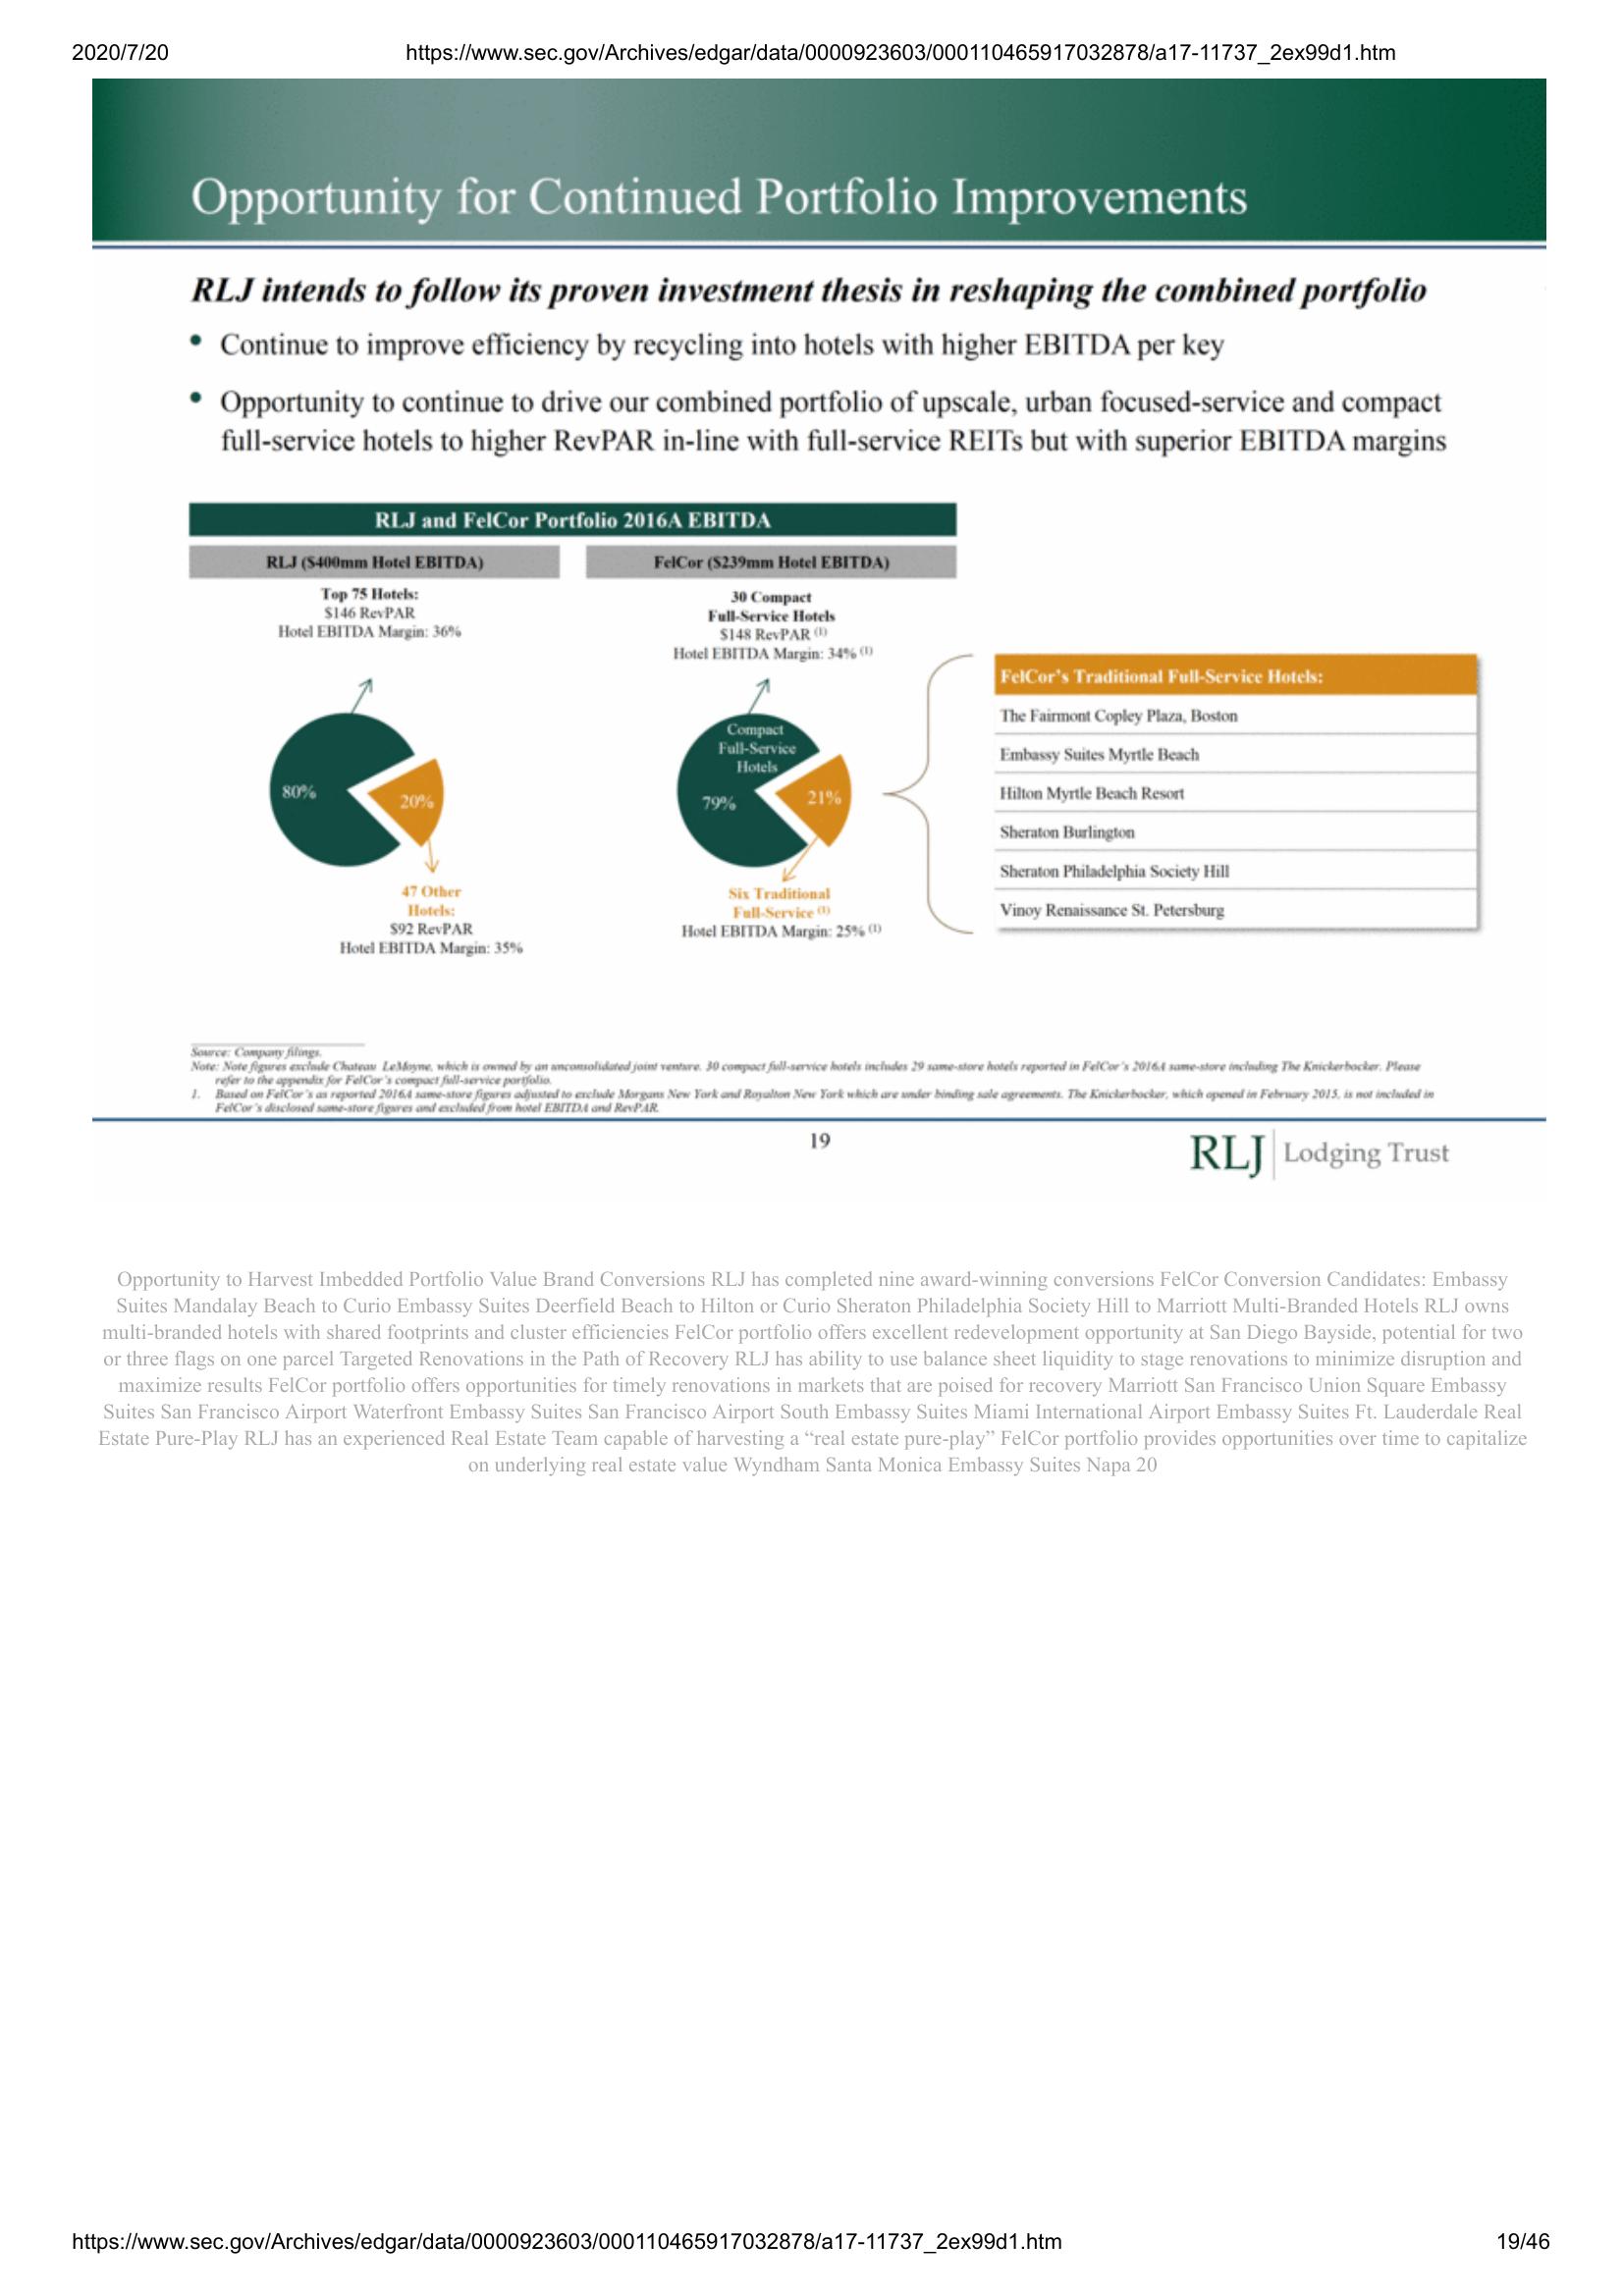 2020/7/20
https://www.sec.gov/Archives/edgar/data/0000923603/000110465917032878/a17-11737_2ex99d1.htm
Opportunity for Continued Portfolio Improvements
RLJ intends to follow its proven investment thesis in reshaping the combined portfolio
• Continue to improve efficiency by recycling into hotels with higher EBITDA per key
• Opportunity to continue to drive our combined portfolio of upscale, urban focused-service and compact
full-service hotels to higher RevPAR in-line with full-service REITs but with superior EBITDA margins
RLJ and FelCor Portfolio 2016A EBITDA
RLJ ($400mm Hotel EBITDA)
Top 75 Hotels:
$146 RevPAR
Hotel EBITDA Margin: 36%
80%
20%
47 Other
Hotels:
$92 RevPAR
Hotel EBITDA Margin: 35%
FelCor ($239mm Hotel EBITDA)
30 Compact
Full-Service Hotels
$148 RevPAR (1)
Hotel EBITDA Margin: 34% (1)
Compact
Full-Service
Hotels
79%
21%
Six Traditional
Full-Service (1)
Hotel EBITDA Margin: 25% (1)
FelCor's Traditional Full-Service Hotels:
The Fairmont Copley Plaza, Boston
Embassy Suites Myrtle Beach
Hilton Myrtle Beach Resort
Sheraton Burlington
Sheraton Philadelphia Society Hill
Vinoy Renaissance St. Petersburg
Source: Company filings.
Note: Note figures exclude Chateau LeMoyne, which is owned by an unconsolidated joint venture. 30 compact full-service hotels includes 29 same-store hotels reported in FelCor's 2016A same-store including The Knickerbocker. Please
refer to the appendix for FelCor's compact full-service portfolio.
1. Based on FelCor's as reported 2016A same-store figures adjusted to exclude Morgans New York and Royalton New York which are under binding sale agreements. The Knickerbocker, which opened in February 2015, is not included in
FelCor's disclosed same-store figures and excluded from hotel EBITDA and RevPAR.
19
RLJ Lodging Trust
Opportunity to Harvest Imbedded Portfolio Value Brand Conversions RLJ has completed nine award-winning conversions FelCor Conversion Candidates: Embassy
Suites Mandalay Beach to Curio Embassy Suites Deerfield Beach to Hilton or Curio Sheraton Philadelphia Society Hill to Marriott Multi-Branded Hotels RLJ owns
multi-branded hotels with shared footprints and cluster efficiencies FelCor portfolio offers excellent redevelopment opportunity at San Diego Bayside, potential for two
or three flags on one parcel Targeted Renovations in the Path of Recovery RLJ has ability to use balance sheet liquidity to stage renovations to minimize disruption and
maximize results FelCor portfolio offers opportunities for timely renovations in markets that are poised for recovery Marriott San Francisco Union Square Embassy
Suites San Francisco Airport Waterfront Embassy Suites San Francisco Airport South Embassy Suites Miami International Airport Embassy Suites Ft. Lauderdale Real
Estate Pure-Play RLJ has an experienced Real Estate Team capable of harvesting a “real estate pure-play” FelCor portfolio provides opportunities over time to capitalize
on underlying real estate value Wyndham Santa Monica Embassy Suites Napa 20
https://www.sec.gov/Archives/edgar/data/0000923603/000110465917032878/a17-11737_2ex99d1.htm
19/46